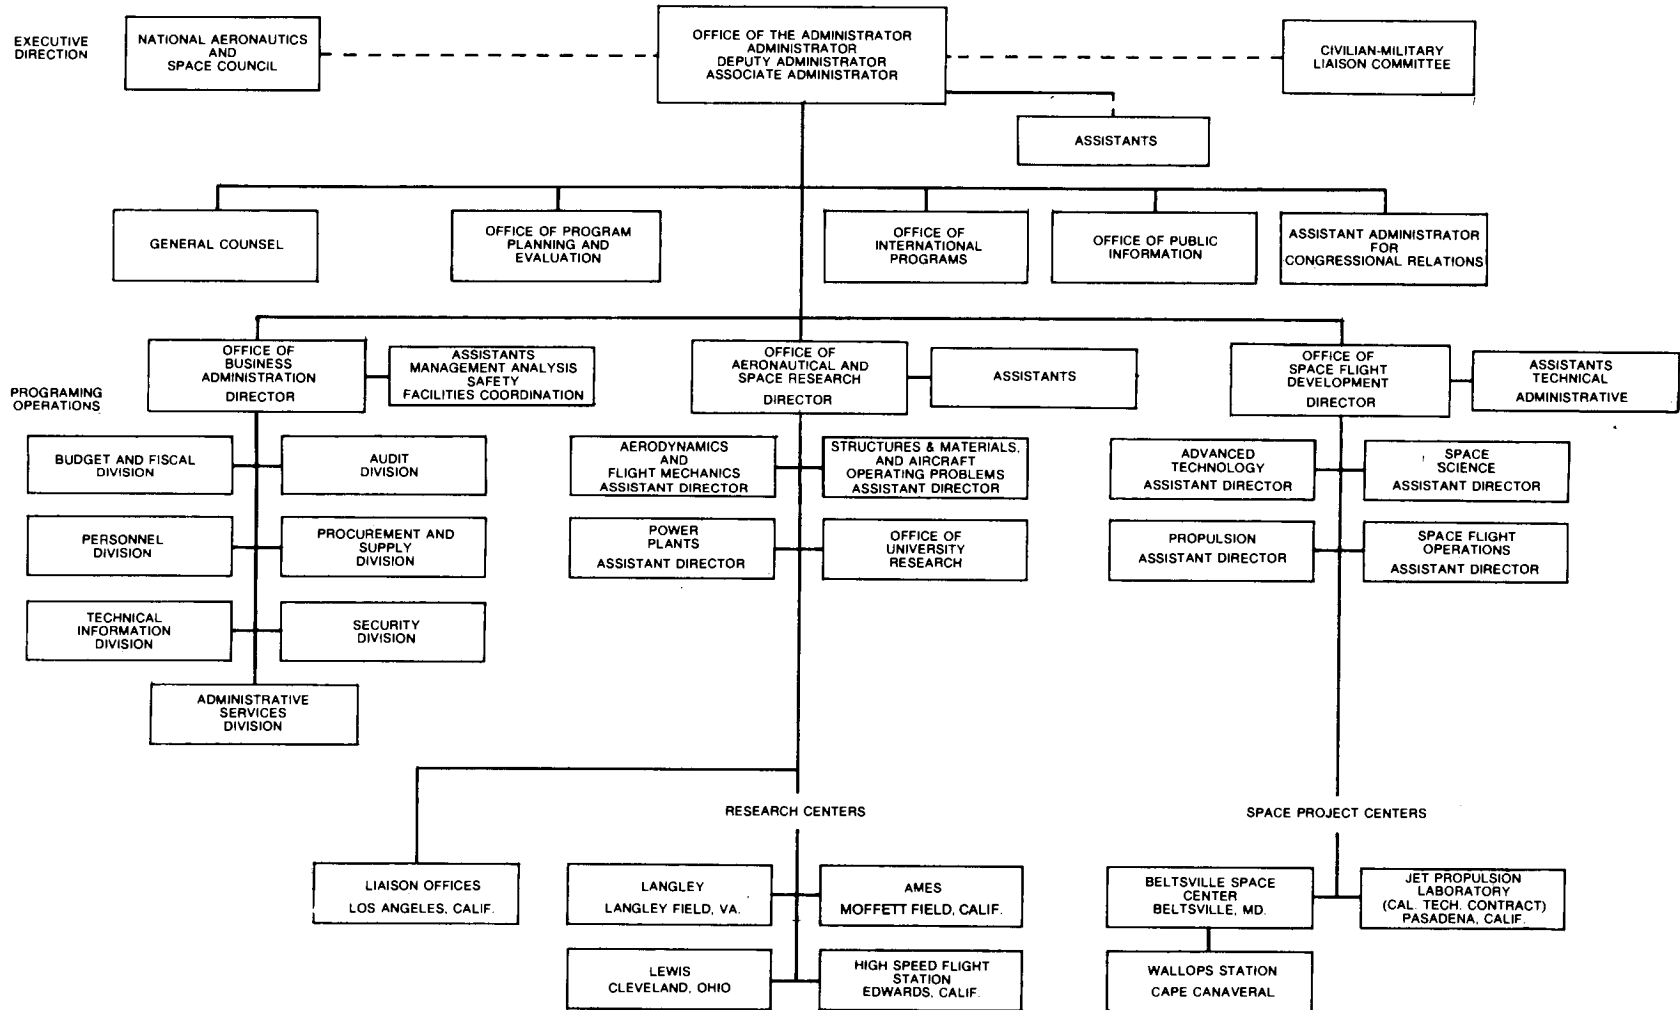 EXECUTIVE
DIRECTION
NATIONAL AERONAUTICS
AND
SPACE COUNCIL
OFFICE OF THE ADMINISTRATOR
ADMINISTRATOR
DEPUTY ADMINISTRATOR
ASSOCIATE ADMINISTRATOR
CIVILIAN-MILITARY
LIAISON COMMITTEE
ASSISTANTS
GENERAL COUNSEL
OFFICE OF PROGRAM
PLANNING AND
EVALUATION
OFFICE OF
INTERNATIONAL
PROGRAMS
OFFICE OF PUBLIC
INFORMATION
ASSISTANT ADMINISTRATOR
FOR
CONGRESSIONAL RELATIONS
PROGRAMING
OPERATIONS
OFFICE OF
BUSINESS
ADMINISTRATION
DIRECTOR
ASSISTANTS
MANAGEMENT ANALYSIS
SAFETY
FACILITIES COORDINATION
OFFICE OF
AERONAUTICAL AND
SPACE RESEARCH
DIRECTOR
ASSISTANTS
OFFICE OF
SPACE FLIGHT
DEVELOPMENT
DIRECTOR
ASSISTANTS
TECHNICAL
ADMINISTRATIVE
BUDGET AND FISCAL
DIVISION
AUDIT
DIVISION
AERODYNAMICS
AND
FLIGHT MECHANICS
ASSISTANT DIRECTOR
STRUCTURES & MATERIALS,
AND AIRCRAFT
OPERATING PROBLEMS
ASSISTANT DIRECTOR
ADVANCED
TECHNOLOGY
ASSISTANT DIRECTOR
SPACE
SCIENCE
ASSISTANT DIRECTOR
PERSONNEL
DIVISION
PROCUREMENT AND
SUPPLY
DIVISION
POWER
PLANTS
ASSISTANT DIRECTOR
OFFICE OF
UNIVERSITY
RESEARCH
PROPULSION
ASSISTANT DIRECTOR
SPACE FLIGHT
OPERATIONS
ASSISTANT DIRECTOR
TECHNICAL
INFORMATION
DIVISION
SECURITY
DIVISION
ADMINISTRATIVE
SERVICES
DIVISION
RESEARCH CENTERS
SPACE PROJECT CENTERS
LIAISON OFFICES
LOS ANGELES, CALIF.
LANGLEY
LANGLEY FIELD, VA.
AMES
MOFFETT FIELD, CALIF.
BELTSVILLE SPACE
CENTER
BELTSVILLE, MD.
JET PROPULSION
LABORATORY
(CAL. TECH. CONTRACT)
PASADENA, CALIF.
LEWIS
CLEVELAND, OHIO
HIGH SPEED FLIGHT
STATION
EDWARDS, CALIF.
WALLOPS STATION
CAPE CANAVERAL